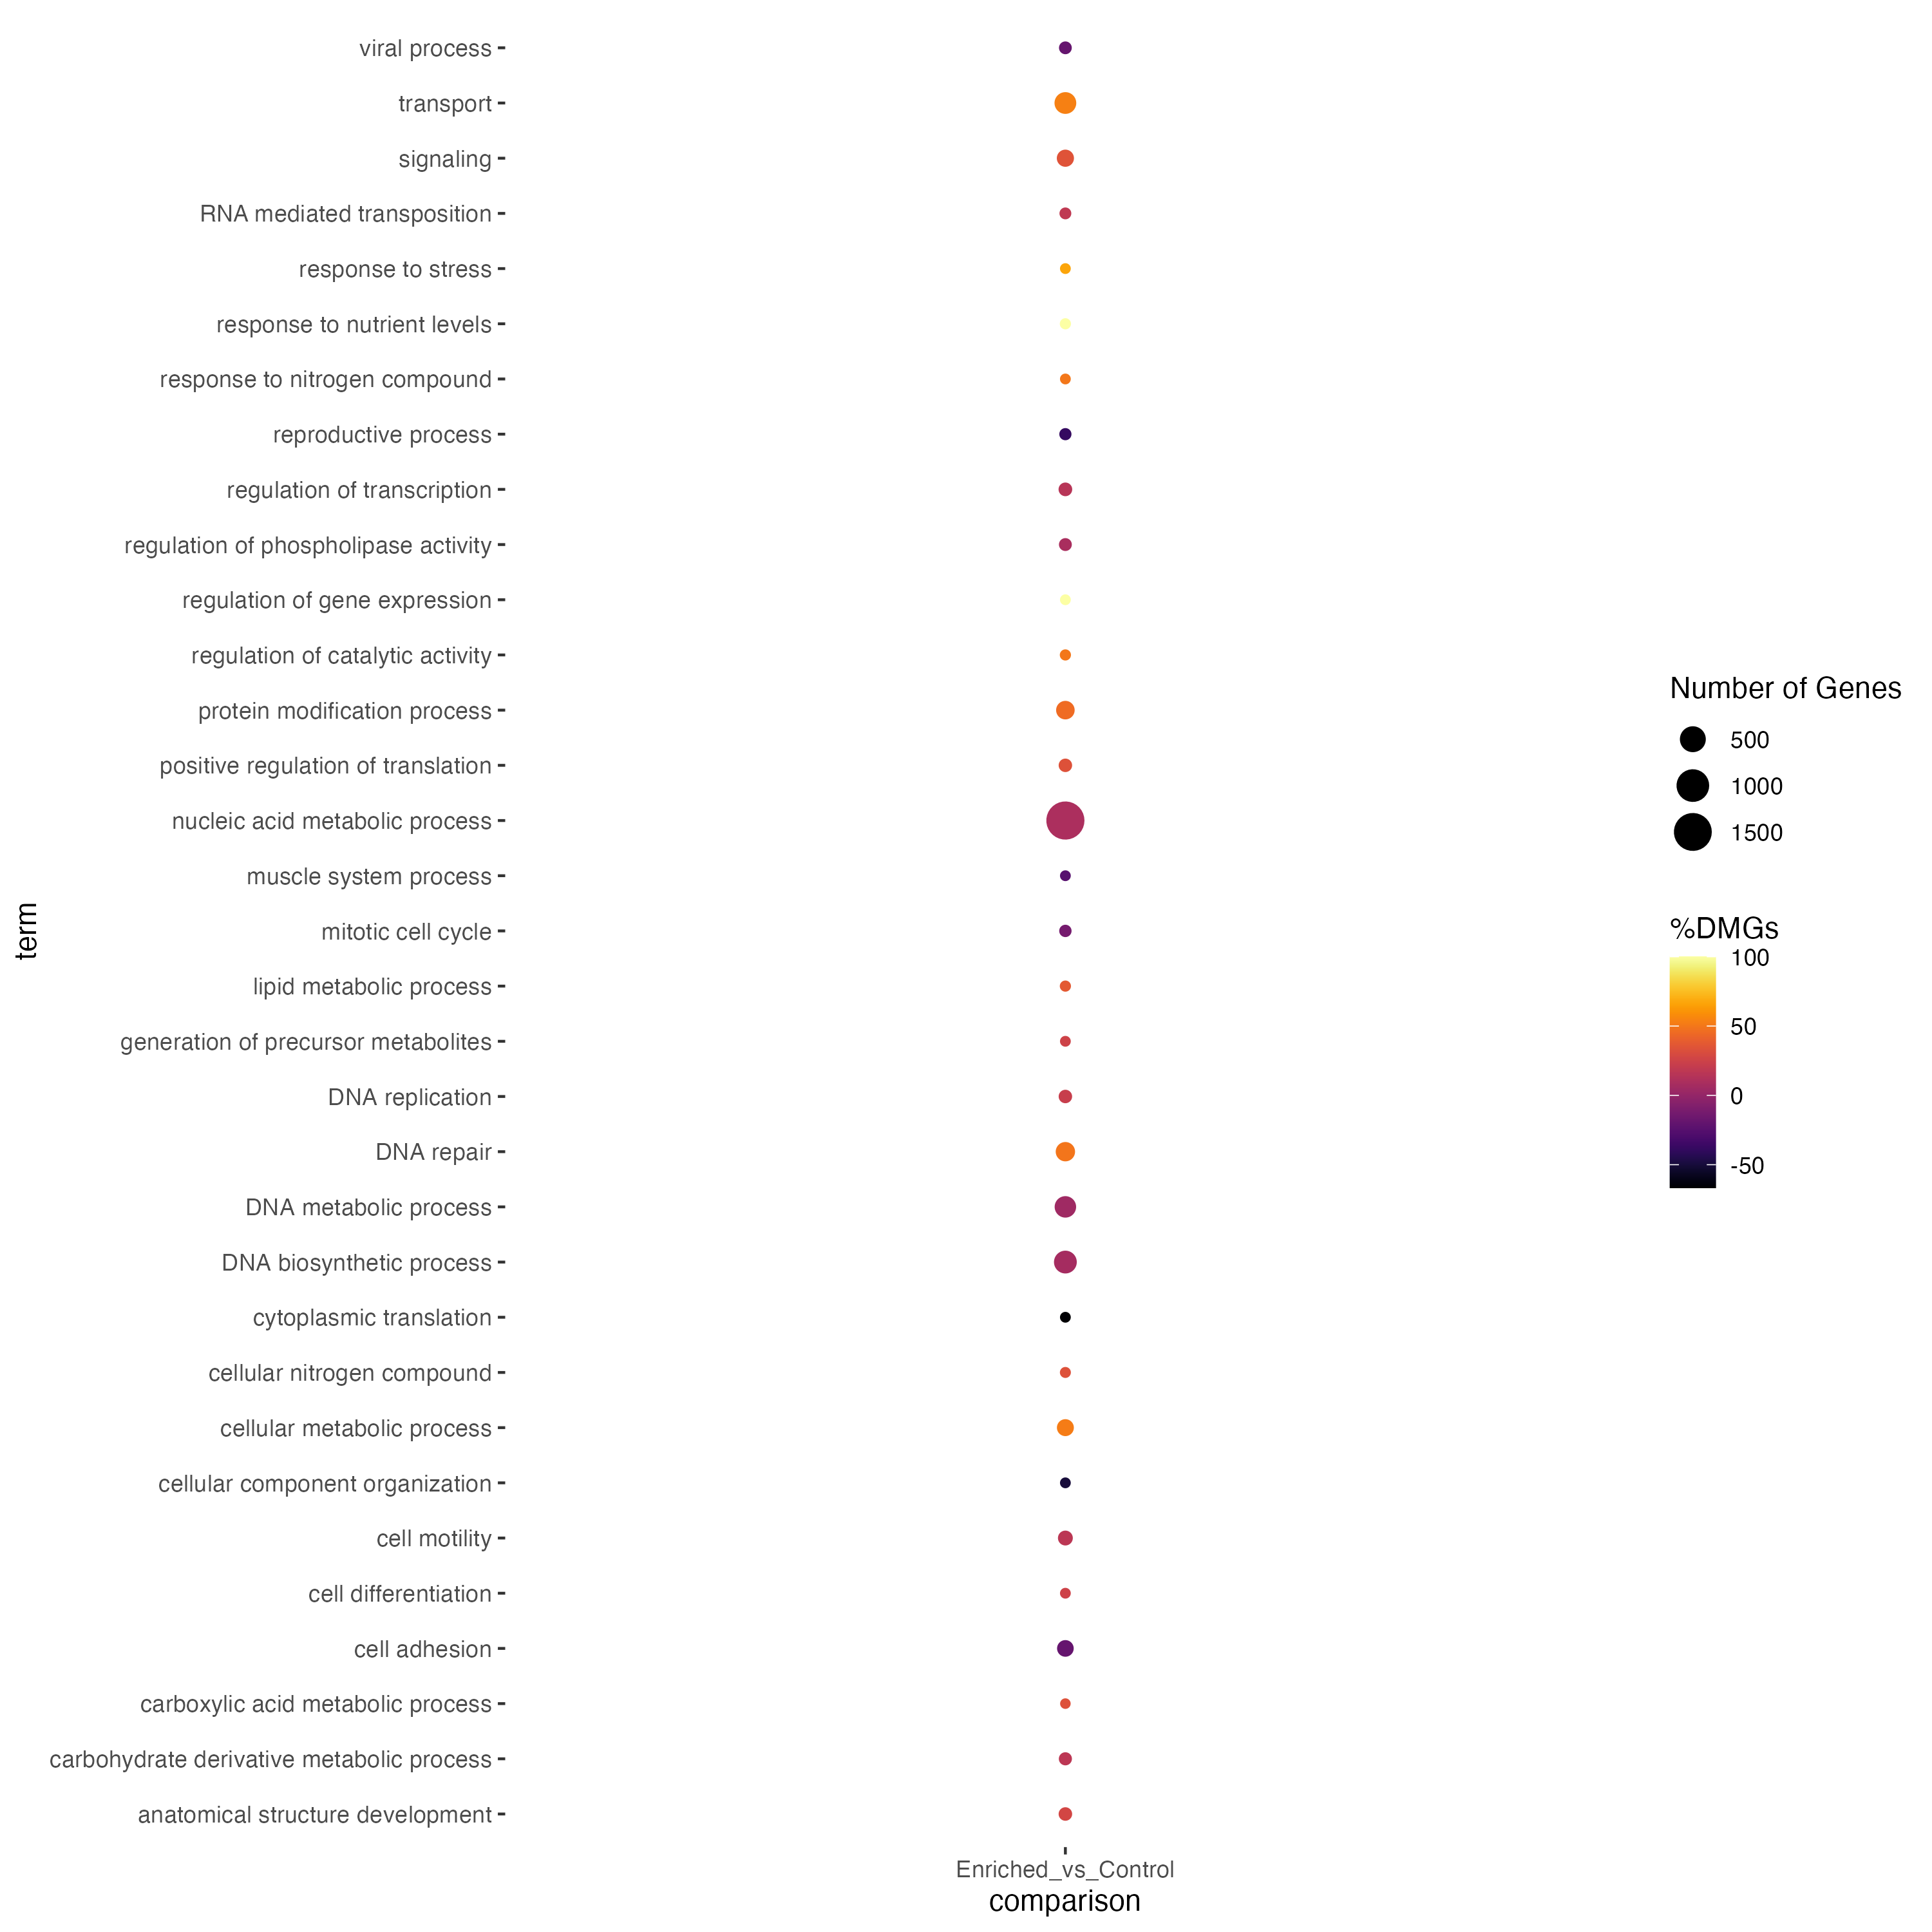 viral process
transport
signaling
RNA mediated transposition
response to stress
response to nutrient levels
response to nitrogen compound
reproductive process
regulation of transcription
regulation of phospholipase activity
regulation of gene expression
regulation of catalytic activity
protein modification process
positive regulation of translation
nucleic acid metabolic process
muscle system process
mitotic cell cycle
lipid metabolic process
generation of precursor metabolites
DNA replication
DNA repair
DNA metabolic process
DNA biosynthetic process
cytoplasmic translation
cellular nitrogen compound
cellular metabolic process
cellular component organization
cell motility
cell differentiation
cell adhesion
carboxylic acid metabolic process
carbohydrate derivative metabolic process
anatomical structure development
term
Enriched_vs_Control
comparison
Number of Genes
500
1000
1500
%DMGs
100
50
0
-50